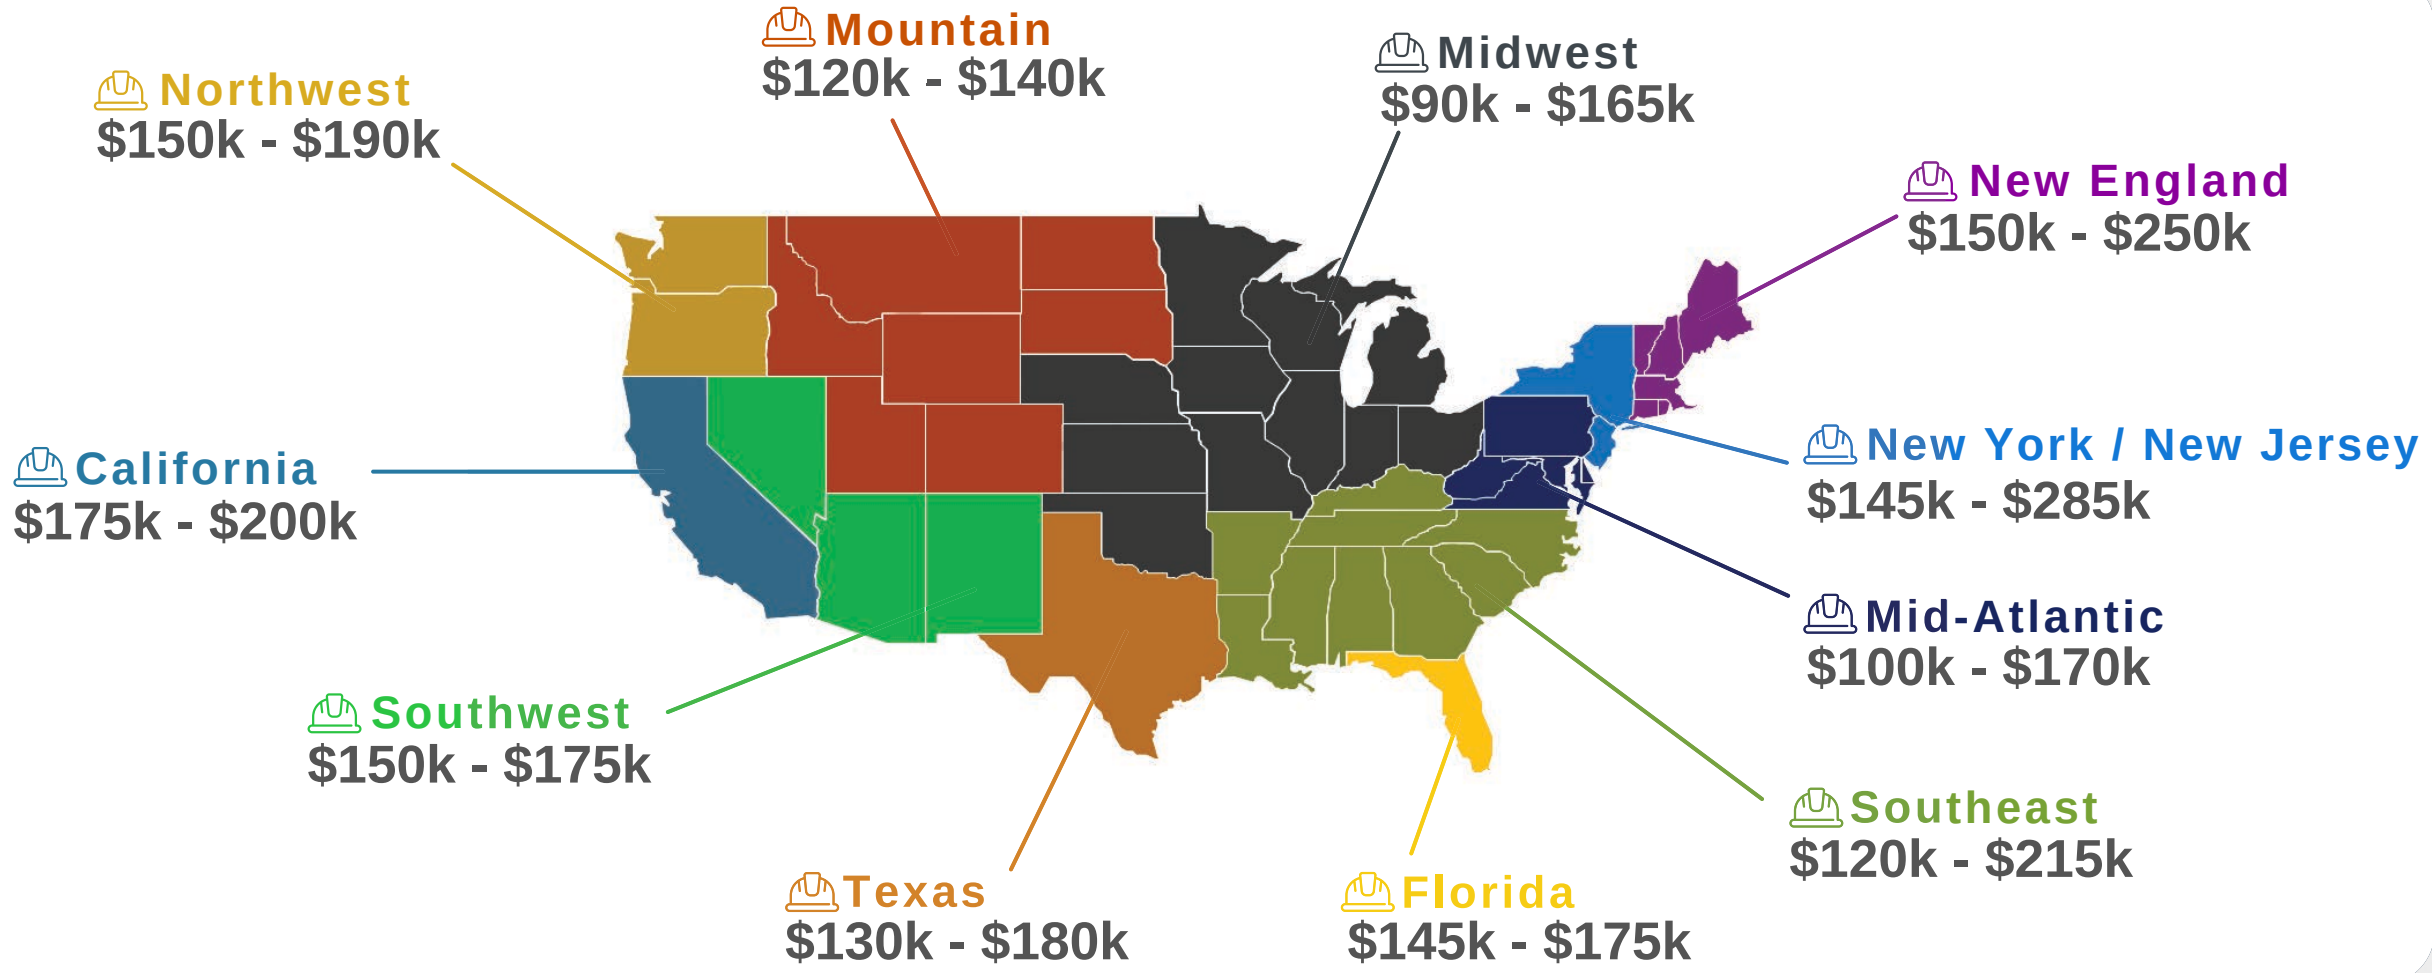 Mountain
$120k - $140k
Midwest
$90k - $165k
Northwest
$150k - $190k
New England
$150k - $250k
California
$175k - $200k
New York / New Jersey
$145k - $285k
Mid-Atlantic
$100k - $170k
Southwest
$150k - $175k
Southeast
$120k - $215k
Texas
$130k - $180k
Florida
$145k - $175k